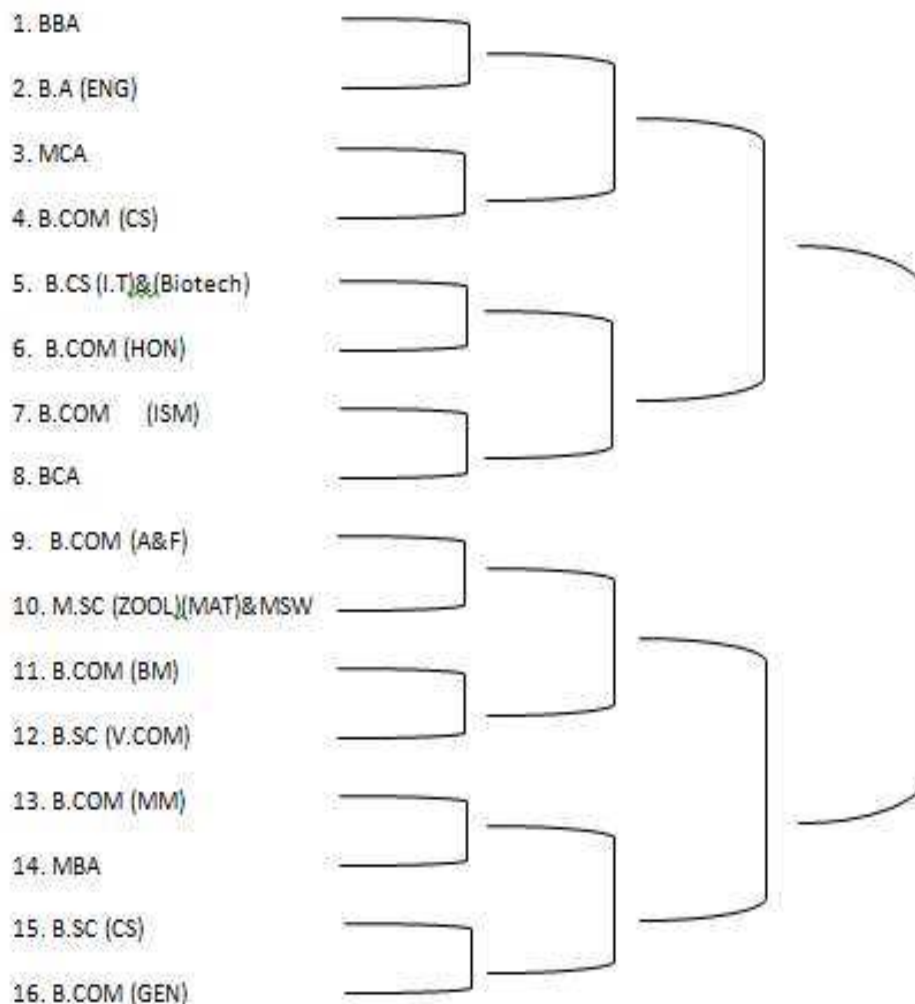 1. BBA
2. B.A (ENG)
3. MCA
4. B.COM (CS)
5. B.CS (I.T)&(Biotech)
6. B.COM (HON)
7. B.COM (ISM)
8. BCA
9. B.COM (A&F)
10. M.SC (ZOOL)(MAT)&MSW
11. B.COM (BM)
12. B.SC (V.COM)
13. B.COM (MM)
14. MBA
15. B.SC (CS)
16. B.COM (GEN)